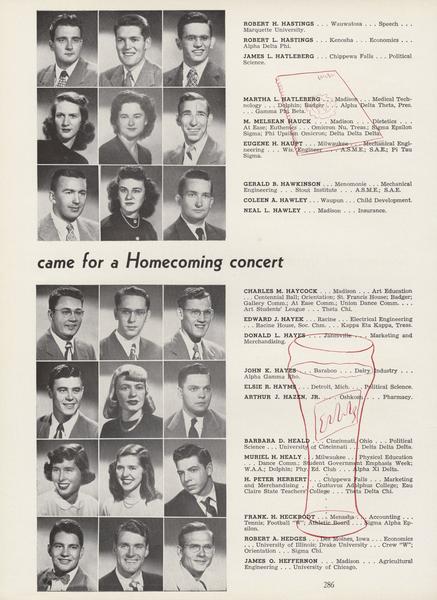 ROBERT H. HASTINGS . . . Wauwatosa . . . Speech . . .
Marquette University.
ROBERT L. HASTINGS . . . Kenosha . . . Economics . . .
Alpha Delta Phi.
JAMES L. HATLEBERG . . . Chippewa Falls . . . Political
Science.
MARTHA L. HATLEBERG . . . Madison . . . Medical Tech-
nology . . . Dolphin; Badger . . . Alpha Delta Theta, Pres.
. . . Gamma Phi Beta.
M. MELSEAN HAUCK . . . Madison . . . Dietetics . . .
At Ease; Euthenics . . . Omicron Nu, Treas.; Sigma Epsilon
Sigma; Phi Upsilon Omicron; Delta Delta Delta.
EUGENE H. HAUPT . . . Milwaukee . . . Mechanical Engi-
neering . . . Wis. Engineer . . . A.S.M.E.; S.A.E.; Pi Tau
Sigma.
GERALD B. HAWKINSON . . . Menomonie . . . Mechanical
Engineering . . . Stout Institute . . . A.S.M.E.; S.A.E.
COLEEN A. HAWLEY . . . Waupun . . . Child Development.
NEAL L. HAWLEY . . . Madison . . . Insurance.
came for a Homecoming concert
CHARLES M. HAYCOCK . . . Madison . . . Art Education
. . . Centennial Ball; Orientation; St. Francis House; Badger;
Gallery Comm.; At Ease Comm.; Union Dance Comm. . . .
Art Students' League . . . Theta Chi.
EDWARD J. HAYEK . . . Racine . . . Electrical Engineering
. . . Racine House, Soc. Chm. . . . Kappa Eta Kappa, Treas.
DONALD L. HAYES . . . Janesville . . . Marketing and
Merchandising.
JOHN K. HAYES . . . Baraboo . . . Dairy Industry . . .
Alpha Gamma Rho.
ELSIE R. HAYMS . . . Detroit, Mich. . . . Political Science.
ARTHUR J. HAZEN, JR. . . . Oshkosh . . . Pharmacy.
BARBARA D. HEALD . . . Cincinnati, Ohio . . . Political
Science . . . University of Cincinnati . . . Delta Delta Delta.
MURIEL H. HEALY . . . Milwaukee . . . Physical Education
. . . Dance Comm.; Student Government Emphasis Week;
W.A.A.; Dolphin; Phy. Ed. Club . . . Alpha Xi Delta.
H. PETER HERBERT . . . Chippewa Falls . . . Marketing
and Merchandising . . . Gustavus Adolphus College; Eau
Claire State Teachers' College . . . Theta Delta Chi.
FRANK. H. HECKRODT . . . Menasha . . . Accounting . . .
Tennis; Football "W"; Athletic Board . . . Sigma Alpha Ep-
silon.
ROBERT A. HEDGES . . . Des Moines, Iowa . . . Economics
. . . University of Illinois; Drake University . . . Crew "W";
Orientation . . . Sigma Chi.
JAMES O. HEFFERNON . . . Madison . . . Agricultural
Engineering . . . University of Chicago.
286